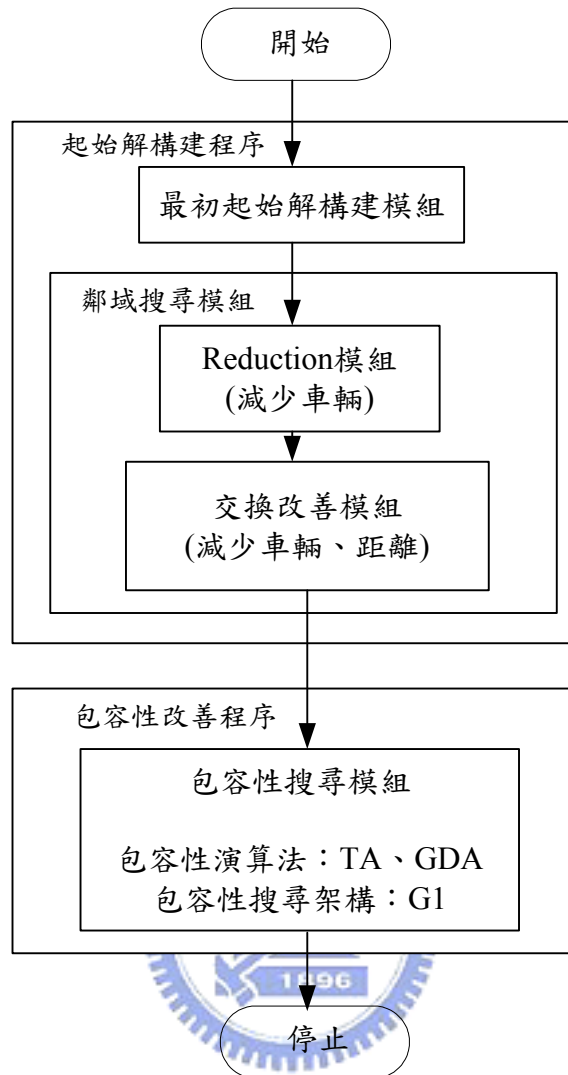 開始
起始解構建程序
最初起始解構建模組
鄰域搜尋模組
Reduction模組
(減少車輛)
交換改善模組
(減少車輛、距離)
包容性改善程序
包容性搜尋模組
包容性演算法：TA、GDA
包容性搜尋架構：G1
1896
停止